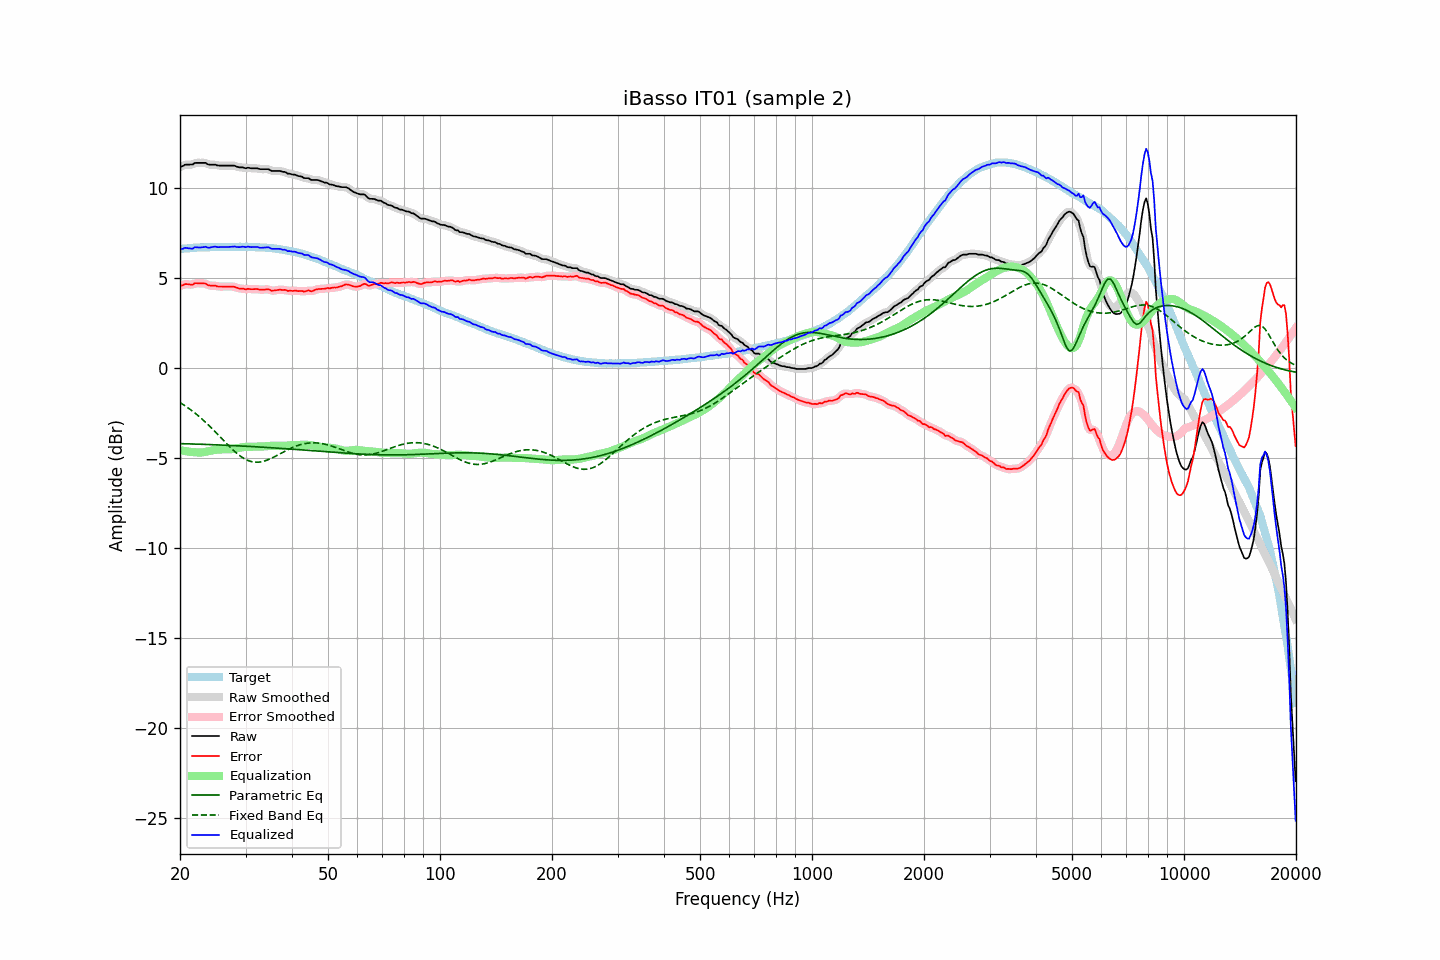 iBasso IT01 (sample 2)
Amplitude (dBr)
10
5
0
−5
−10
−15
−20
−25
Target
Raw Smoothed
Error Smoothed
Raw
Error
Equalization
Parametric Eq
Fixed Band Eq
Equalized
20 50 100 200 500 1000 2000 5000 10000 20000
Frequency (Hz)